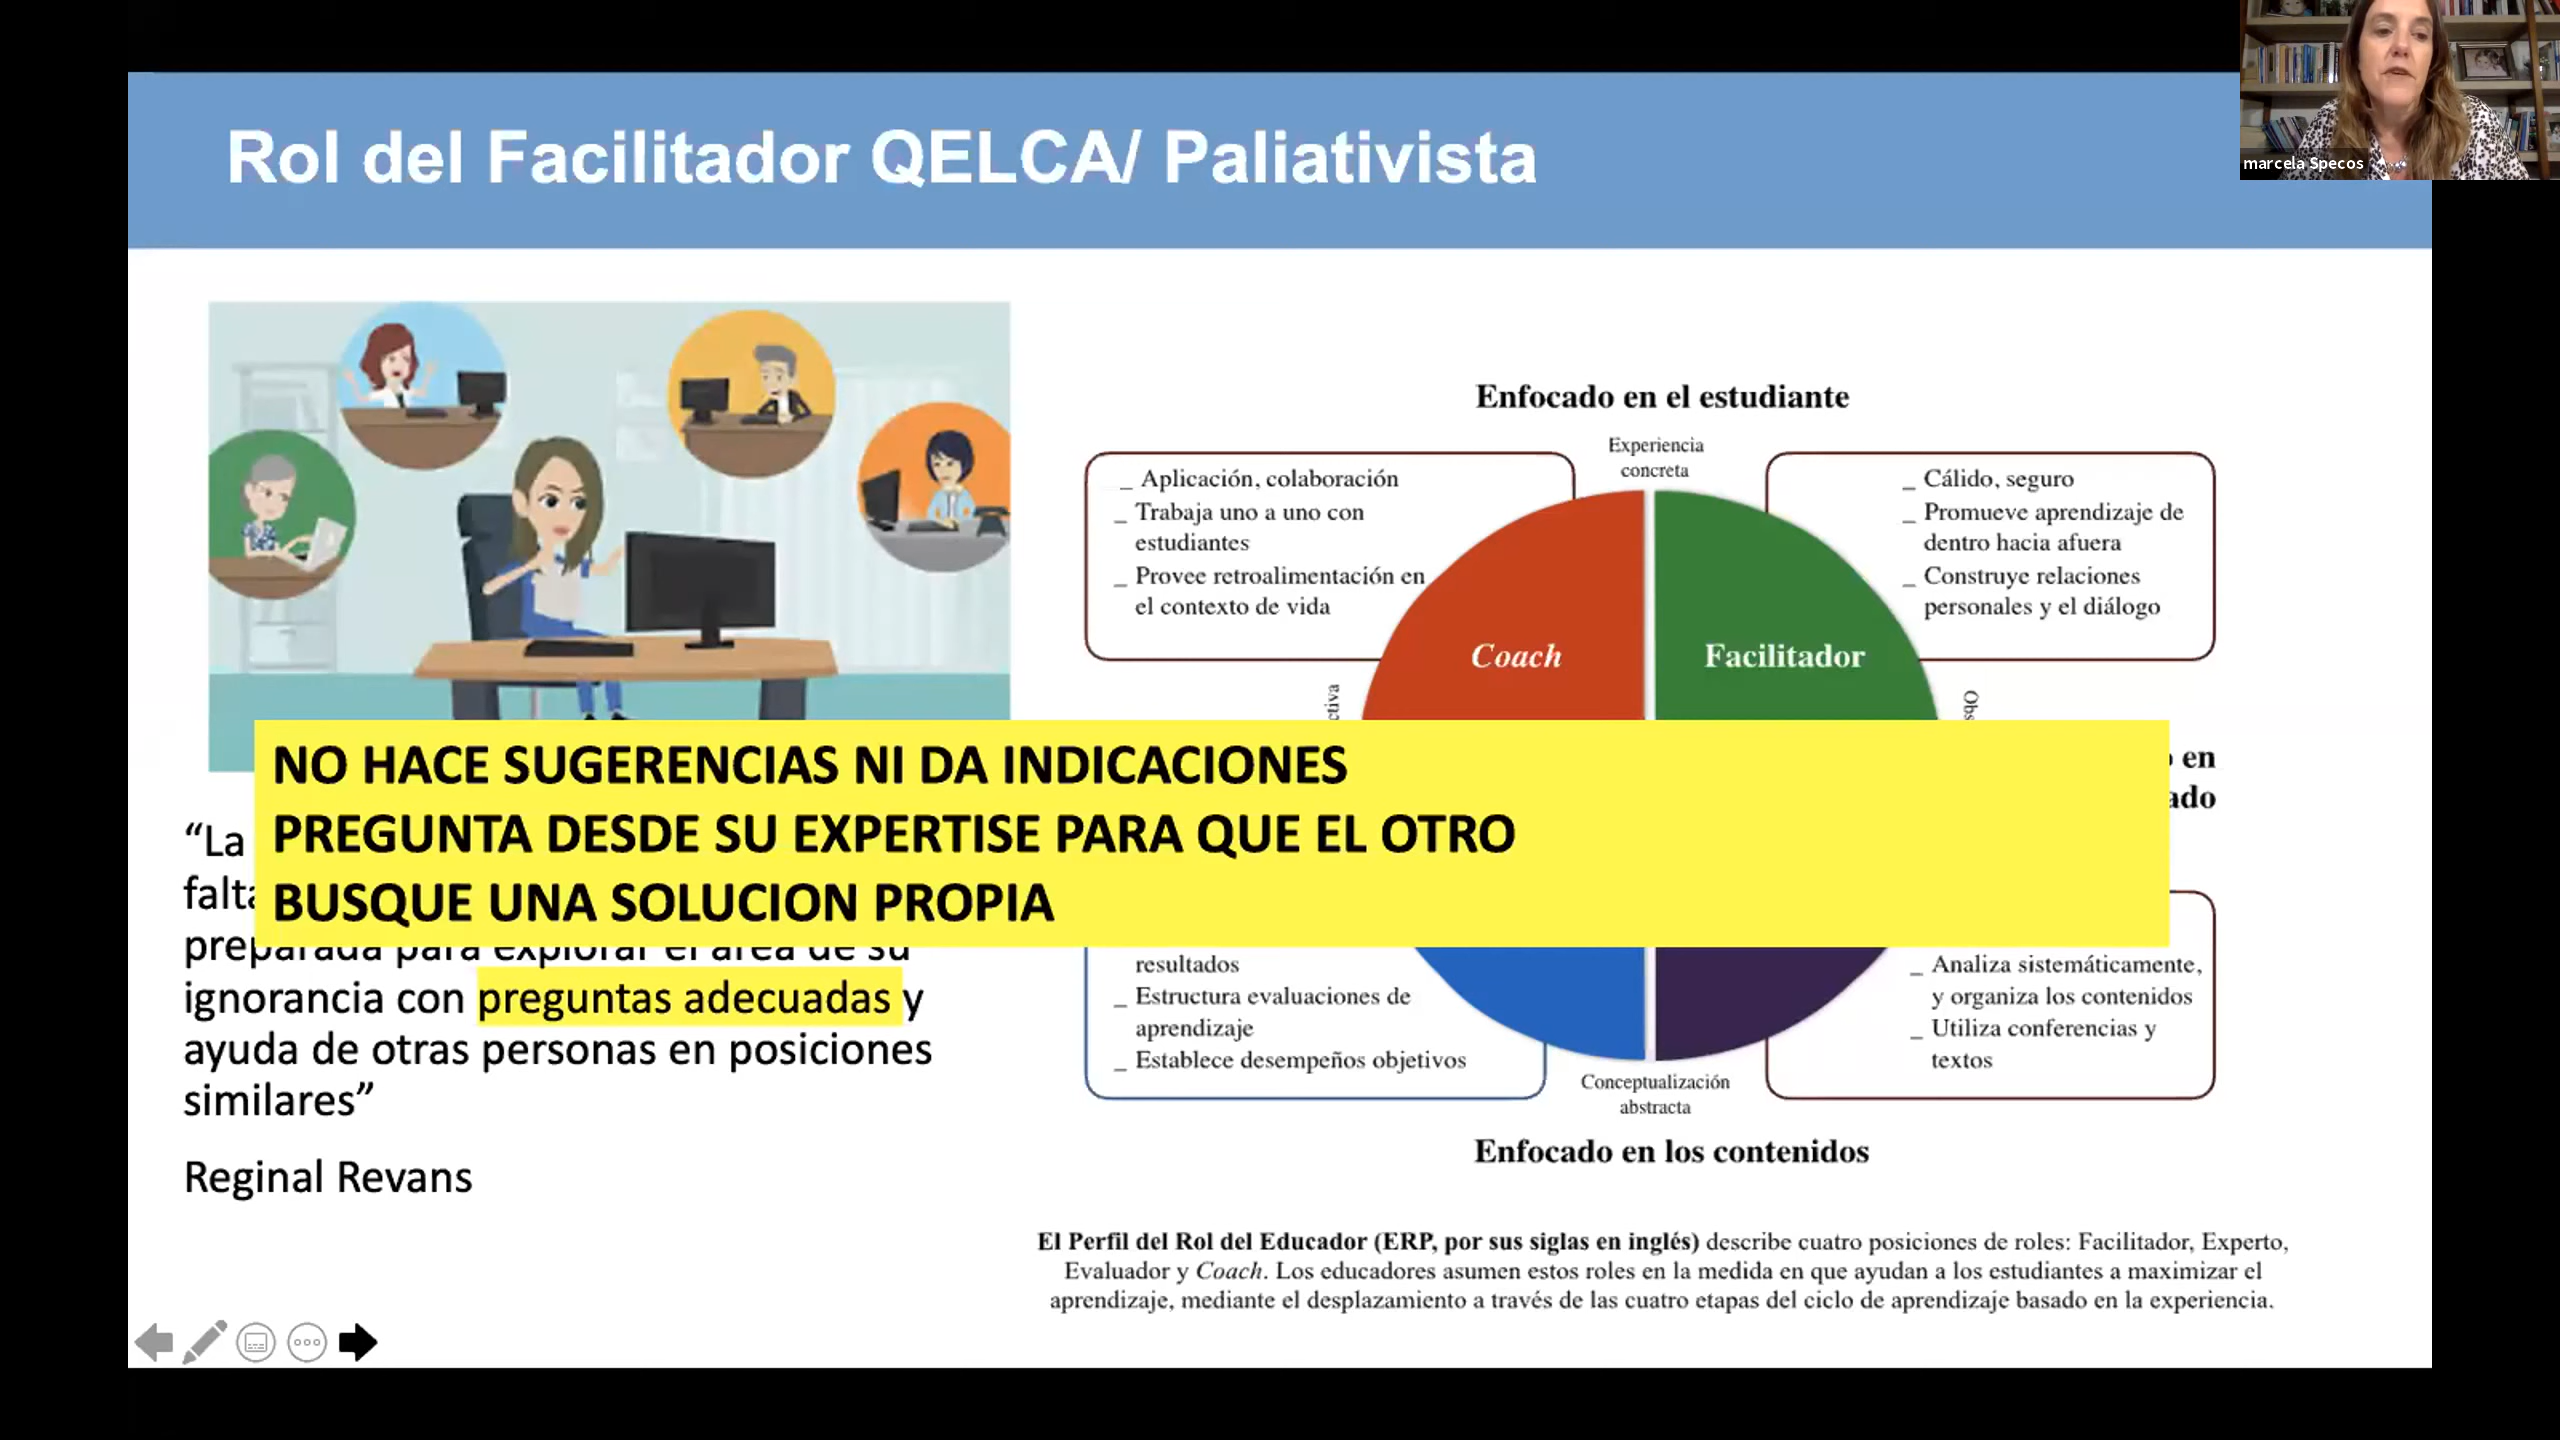 marcela Specos
Rol del Facilitador QELCA/ Paliativista
Enfocado en el estudiante
Experiencia
concreta
_ Aplicación, colaboración
_ Trabaja uno a uno con
estudiantes
_ Provee retroalimentación en
el contexto de vida
_ Cálido, seguro
_ Promueve aprendizaje de
dentro hacia afuera
_ Construye relaciones
personales y el diálogo
Coach
Facilitador
NO HACE SUGERENCIAS NI DA INDICACIONES
PREGUNTA DESDE SU EXPERTISE PARA QUE EL OTRO
BUSQUE UNA SOLUCION PROPIA
en
“La
preparada para explorar el área de su
ignorancia con preguntas adecuadas y
ayuda de otras personas en posiciones
similares”
Reginal Revans
resultados
_ Estructura evaluaciones de
aprendizaje
_ Establece desempeños objetivos
_ Analiza sistemáticamente,
y organiza los contenidos
_ Utiliza conferencias y
textos
Conceptualización
abstracta
Enfocado en los contenidos
El Perfil del Rol del Educador (ERP, por sus siglas en inglés) describe cuatro posiciones de roles: Facilitador, Experto,
Evaluador y Coach. Los educadores asumen estos roles en la medida en que ayudan a los estudiantes a maximizar el
aprendizaje, mediante el desplazamiento a través de las cuatro etapas del ciclo de aprendizaje basado en la experiencia.